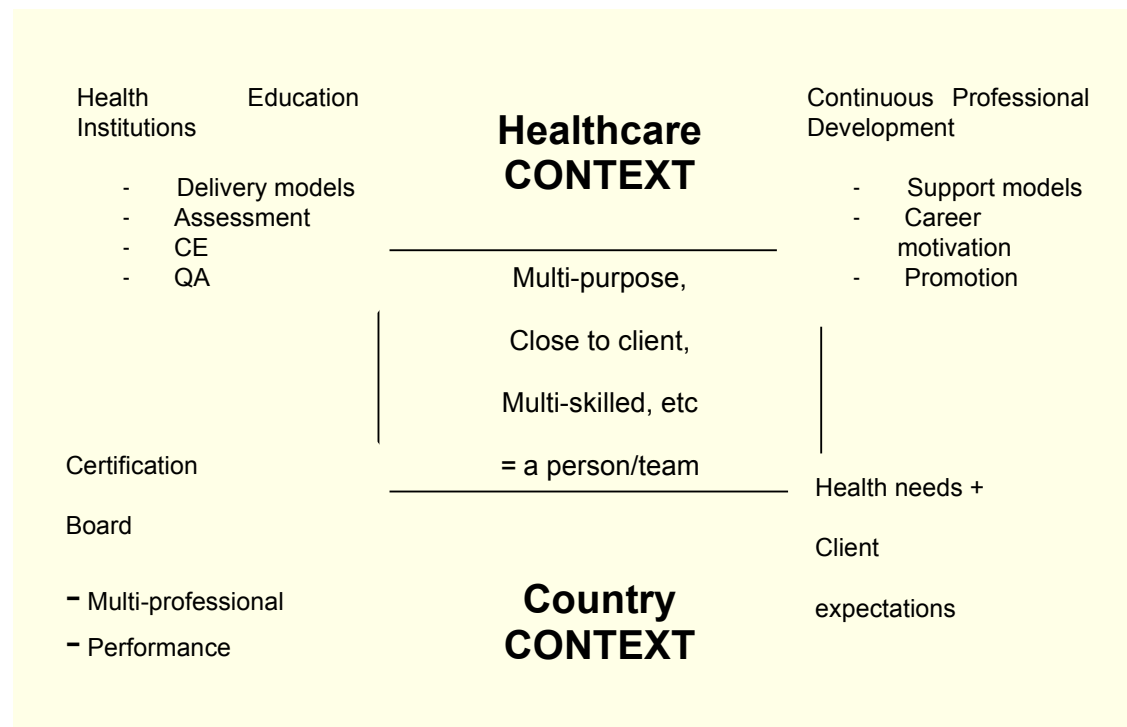 Health Education
Institutions
- Delivery models
- Assessment
- CE
- QA
Healthcare
CONTEXT
Continuous Professional
Development
- Support models
- Career
motivation
- Promotion
Multi-purpose,
Close to client,
Multi-skilled, etc
= a person/team
Certification
Board
- Multi-professional
- Performance
Country
CONTEXT
Health needs +
Client
expectations